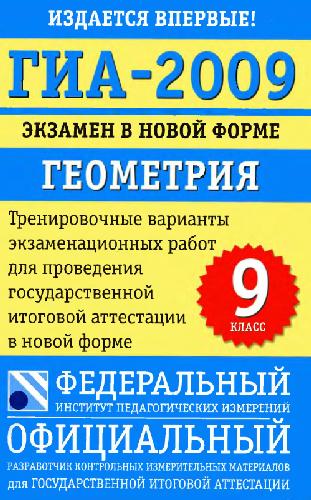 ИЗДАЕТСЯ ВПЕРВЫЕ!
ГИА-2009
ЭКЗАМЕН В НОВОЙ ФОРМЕ
ГЕОМЕТРИЯ
Тренировочные варианты
экзаменационных работ
для проведения
государственной
итоговой аттестации
в новой форме
9
КЛАСС
ФЕДЕРАЛЬНЫЙ
ИНСТИТУТ ПЕДАГОГИЧЕСКИХ ИЗМЕРЕНИЙ
ОФИЦИАЛЬНЫЙ
РАЗРАБОТЧИК КОНТРОЛЬНЫХ ИЗМЕРИТЕЛЬНЫХ МАТЕРИАЛОВ
для ГОСУДАРСТВЕННОЙ ИТОГОВОЙ АТТЕСТАЦИИ